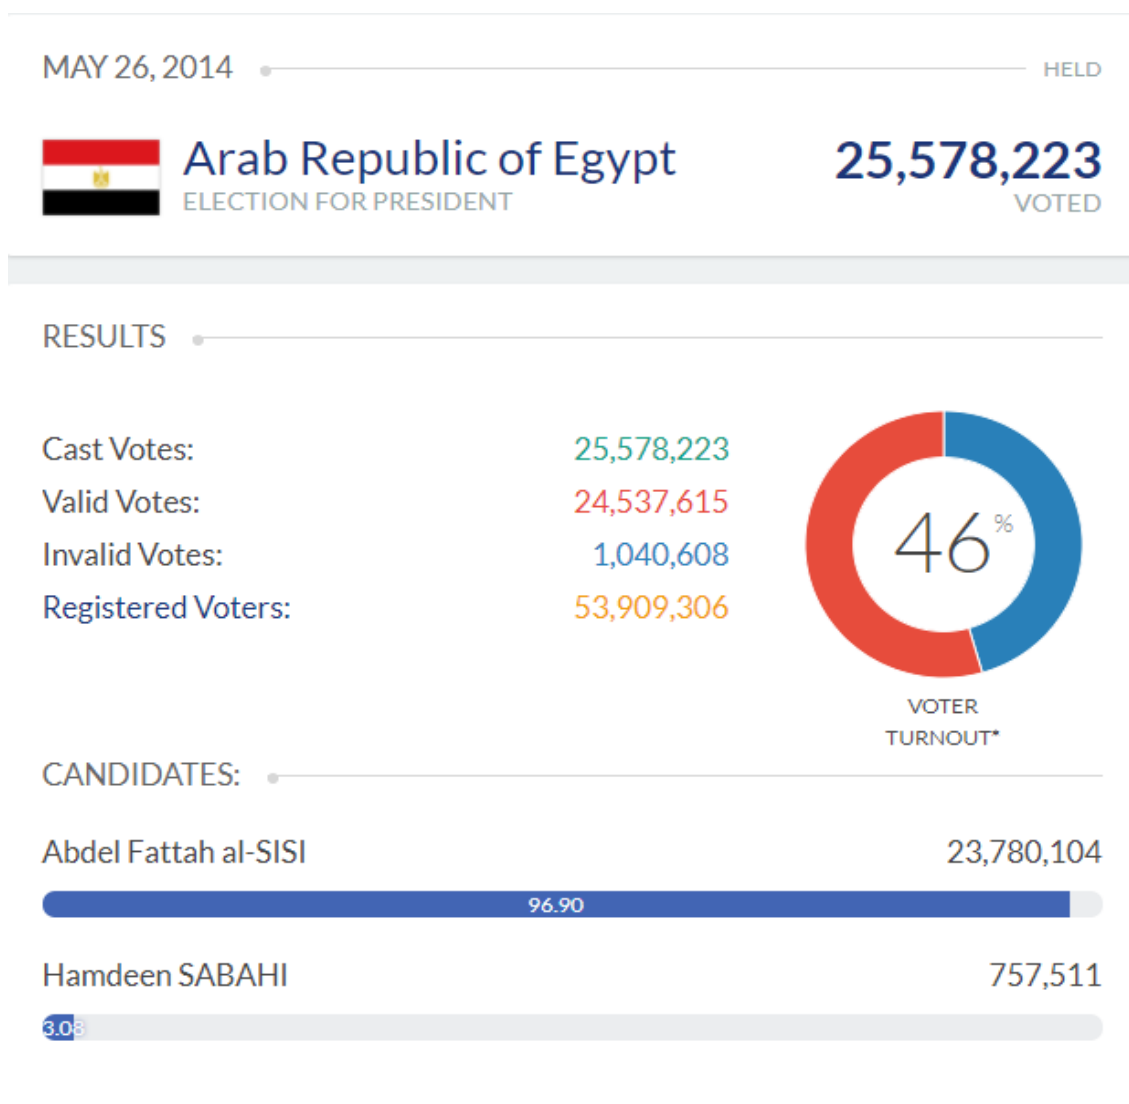 MAY 26, 2014 HELD
Arab Republic of Egypt 25,578,223
ELECTION FOR PRESIDENT VOTED
RESULTS
Cast Votes: 25,578,223
Valid Votes: 24,537,615
Invalid Votes: 1,040,608
Registered Voters: 53,909,306
46%
VOTER
TURNOUT*
CANDIDATES:
Abdel Fattah al-SISI 23,780,104
96.90
Hamdeen SABAHI 757,511
3.08